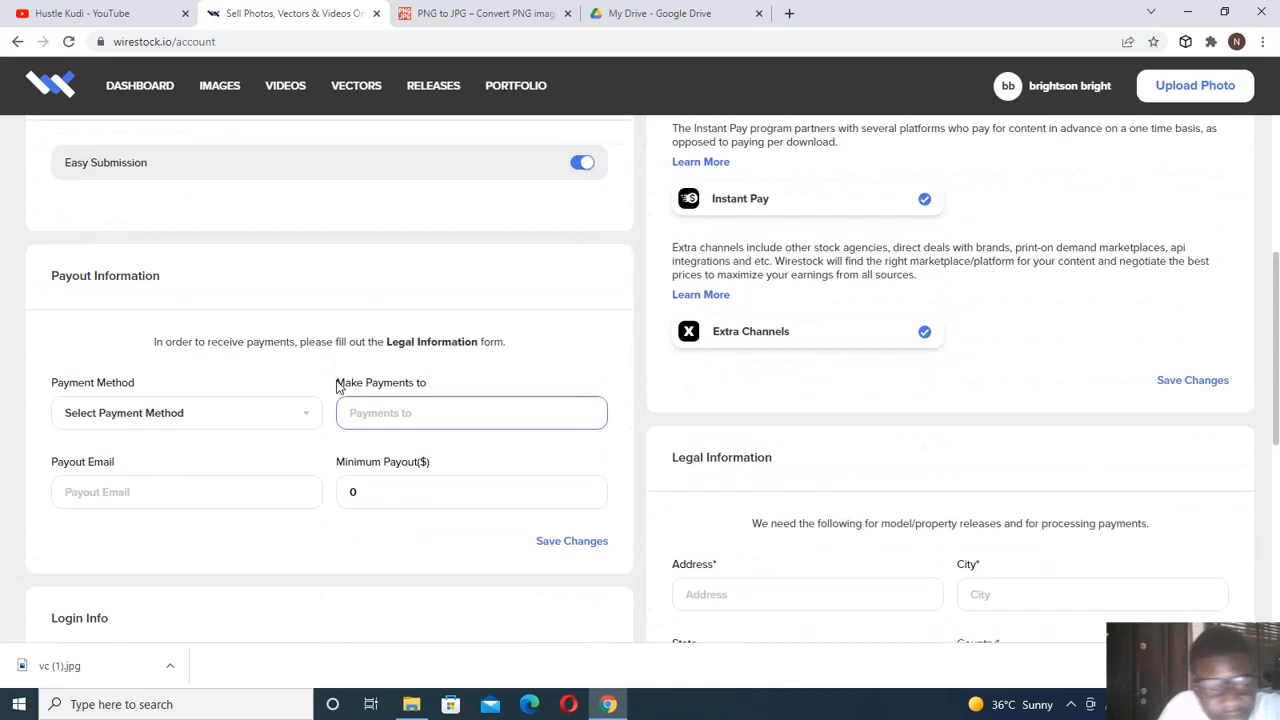 Hustle Kudi - YouTube
Sell Photos, Vectors & Videos On
PNG to JPG – Convert PNG imag
My Drive - Google Drive
wirestock.io/account
N
DASHBOARD
IMAGES
VIDEOS
VECTORS
RELEASES
PORTFOLIO
bb
brightson bright
Upload Photo
Easy Submission
Payout Information
In order to receive payments, please fill out the Legal Information form.
Payment Method
Make Payments to
Select Payment Method
Payments to
Payout Email
Minimum Payout($)
Payout Email
0
Save Changes
Login Info
The Instant Pay program partners with several platforms who pay for content in advance on a one time basis, as
opposed to paying per download.
Learn More
Instant Pay
Extra channels include other stock agencies, direct deals with brands, print-on demand marketplaces, api
integrations and etc. Wirestock will find the right marketplace/platform for your content and negotiate the best
prices to maximize your earnings from all sources.
Learn More
X
Extra Channels
Save Changes
Legal Information
We need the following for model/property releases and for processing payments.
Address*
City*
Address
City
State
Country*
vc (1).jpg
Type here to search
36°C Sunny